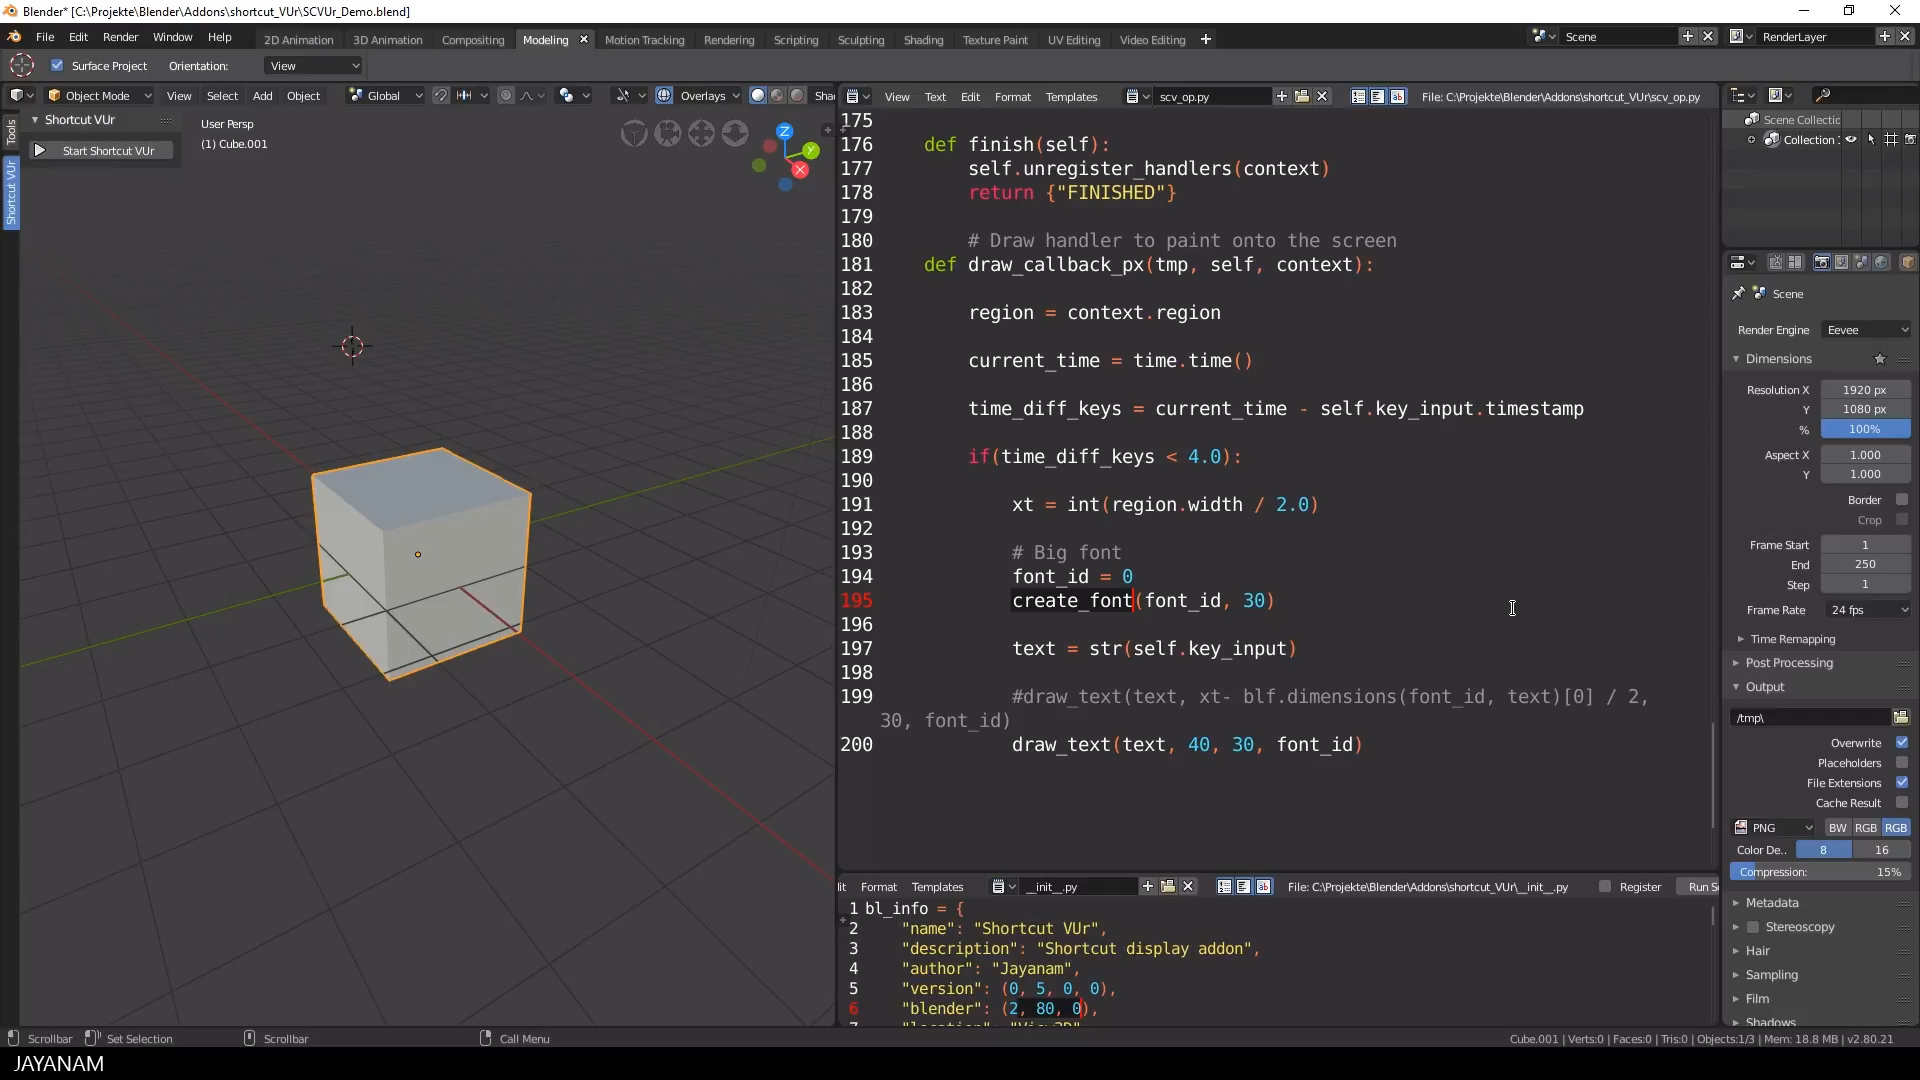 Blender* [C:\Projekte\Blender\Addons\shortcut_VUr\SCVUr_Demo.blend]
File Edit Render Window Help 2D Animation 3D Animation Compositing Modeling Motion Tracking Rendering Scripting Sculpting Shading Texture Paint UV Editing Video Editing Scene RenderLayer
Surface Project Orientation: View
Object Mode View Select Add Object Global Overlays Sha
View Text Edit Format Templates scv_op.py File: C:\Projekte\Blender\Addons\shortcut_VUr\scv_op.py
Tools
Shortcut VUr
Shortcut VUr
Start Shortcut VUr
User Persp
(1) Cube.001
Z
Y
X
175
176 def finish(self):
177 self.unregister_handlers(context)
178 return {"FINISHED"}
179
180 # Draw handler to paint onto the screen
181 def draw_callback_px(tmp, self, context):
182
183 region = context.region
184
185 current_time = time.time()
186
187 time_diff_keys = current_time - self.key_input.timestamp
188
189 if(time_diff_keys < 4.0):
190
191 xt = int(region.width / 2.0)
192
193 # Big font
194 font_id = 0
195 create_font(font_id, 30)
196
197 text = str(self.key_input)
198
199 #draw_text(text, xt- blf.dimensions(font_id, text)[0] / 2,
30, font_id)
200 draw_text(text, 40, 30, font_id)
it Format Templates __init__.py File: C:\Projekte\Blender\Addons\shortcut_VUr\__init__.py Register Run S
1 bl_info = {
2 "name": "Shortcut VUr",
3 "description": "Shortcut display addon",
4 "author": "Jayanam",
5 "version": (0, 5, 0, 0),
6 "blender": (2, 80, 0),
7 "location": "View3D"
Scene Collectic
Collection
Scene
Render Engine Eevee
Dimensions
Resolution X 1920 px
Y 1080 px
% 100%
Aspect X 1.000
Y 1.000
Border
Crop
Frame Start 1
End 250
Step 1
Frame Rate 24 fps
Time Remapping
Post Processing
Output
/tmp\
Overwrite
Placeholders
File Extensions
Cache Result
PNG BW RGB RGB
Color De.. 8 16
Compression: 15%
Metadata
Stereoscopy
Hair
Sampling
Film
Shadows
Scrollbar Set Selection Scrollbar Call Menu Cube.001 | Verts:0 | Faces:0 | Tris:0 | Objects:1/3 | Mem: 18.8 MB | v2.80.21
JAYANAM